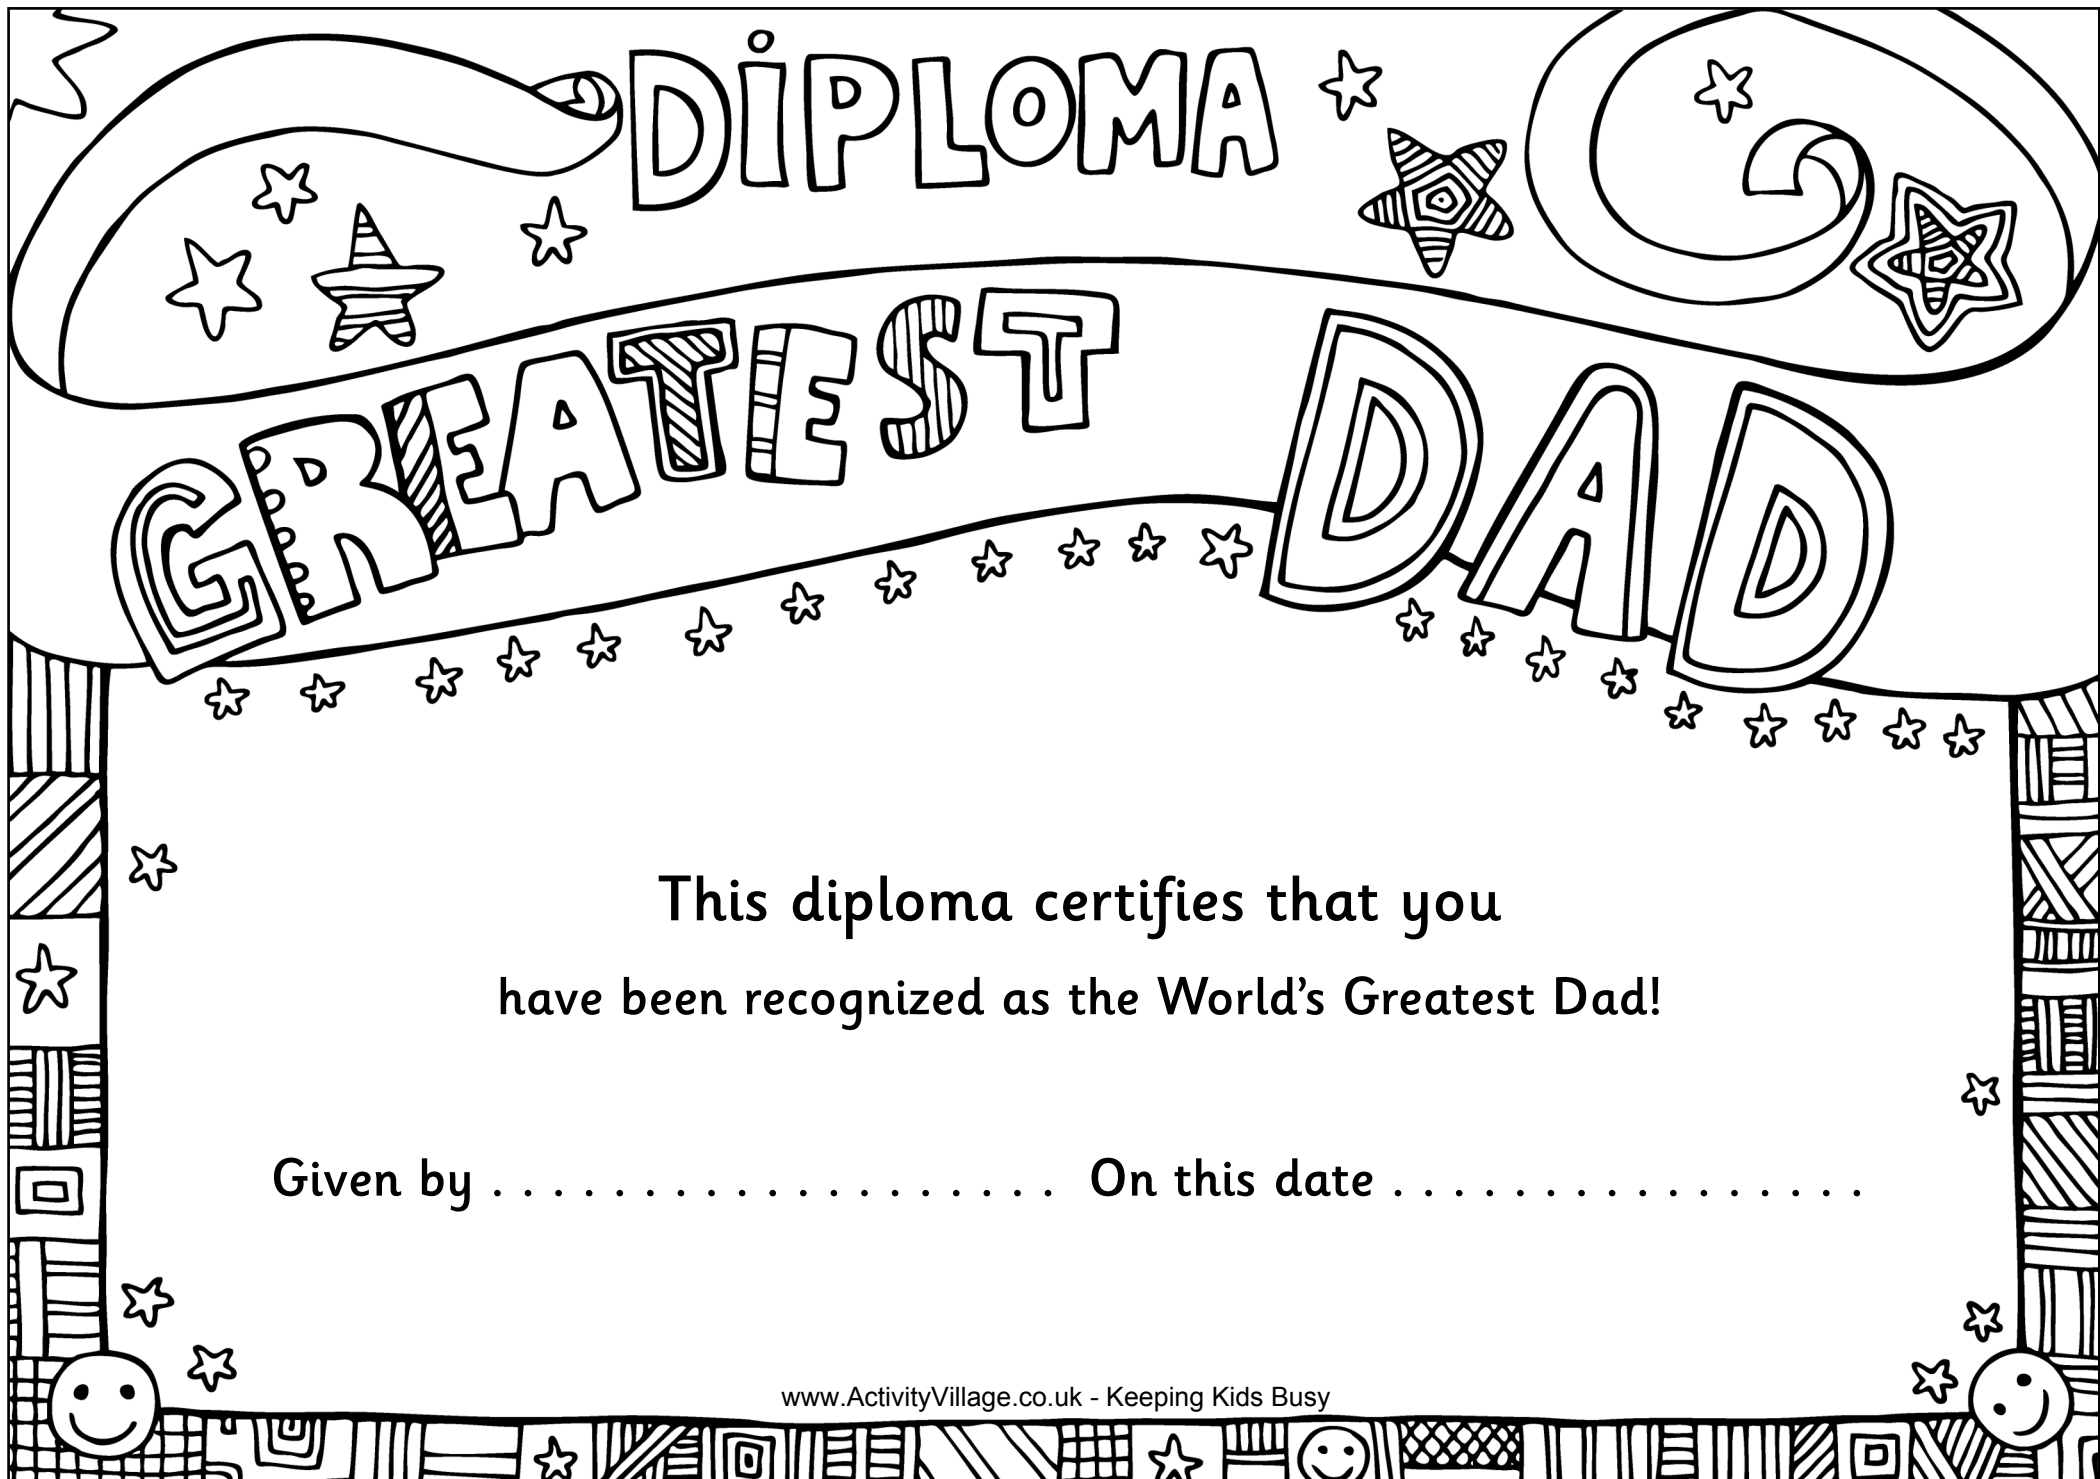 DiPLOMA
GREATEST DAD
This diploma certifies that you
have been recognized as the World's Greatest Dad!
Given by . . . . . . . . . . . . . . . . . . . On this date . . . . . . . . . . . . . . . .
www.ActivityVillage.co.uk - Keeping Kids Busy